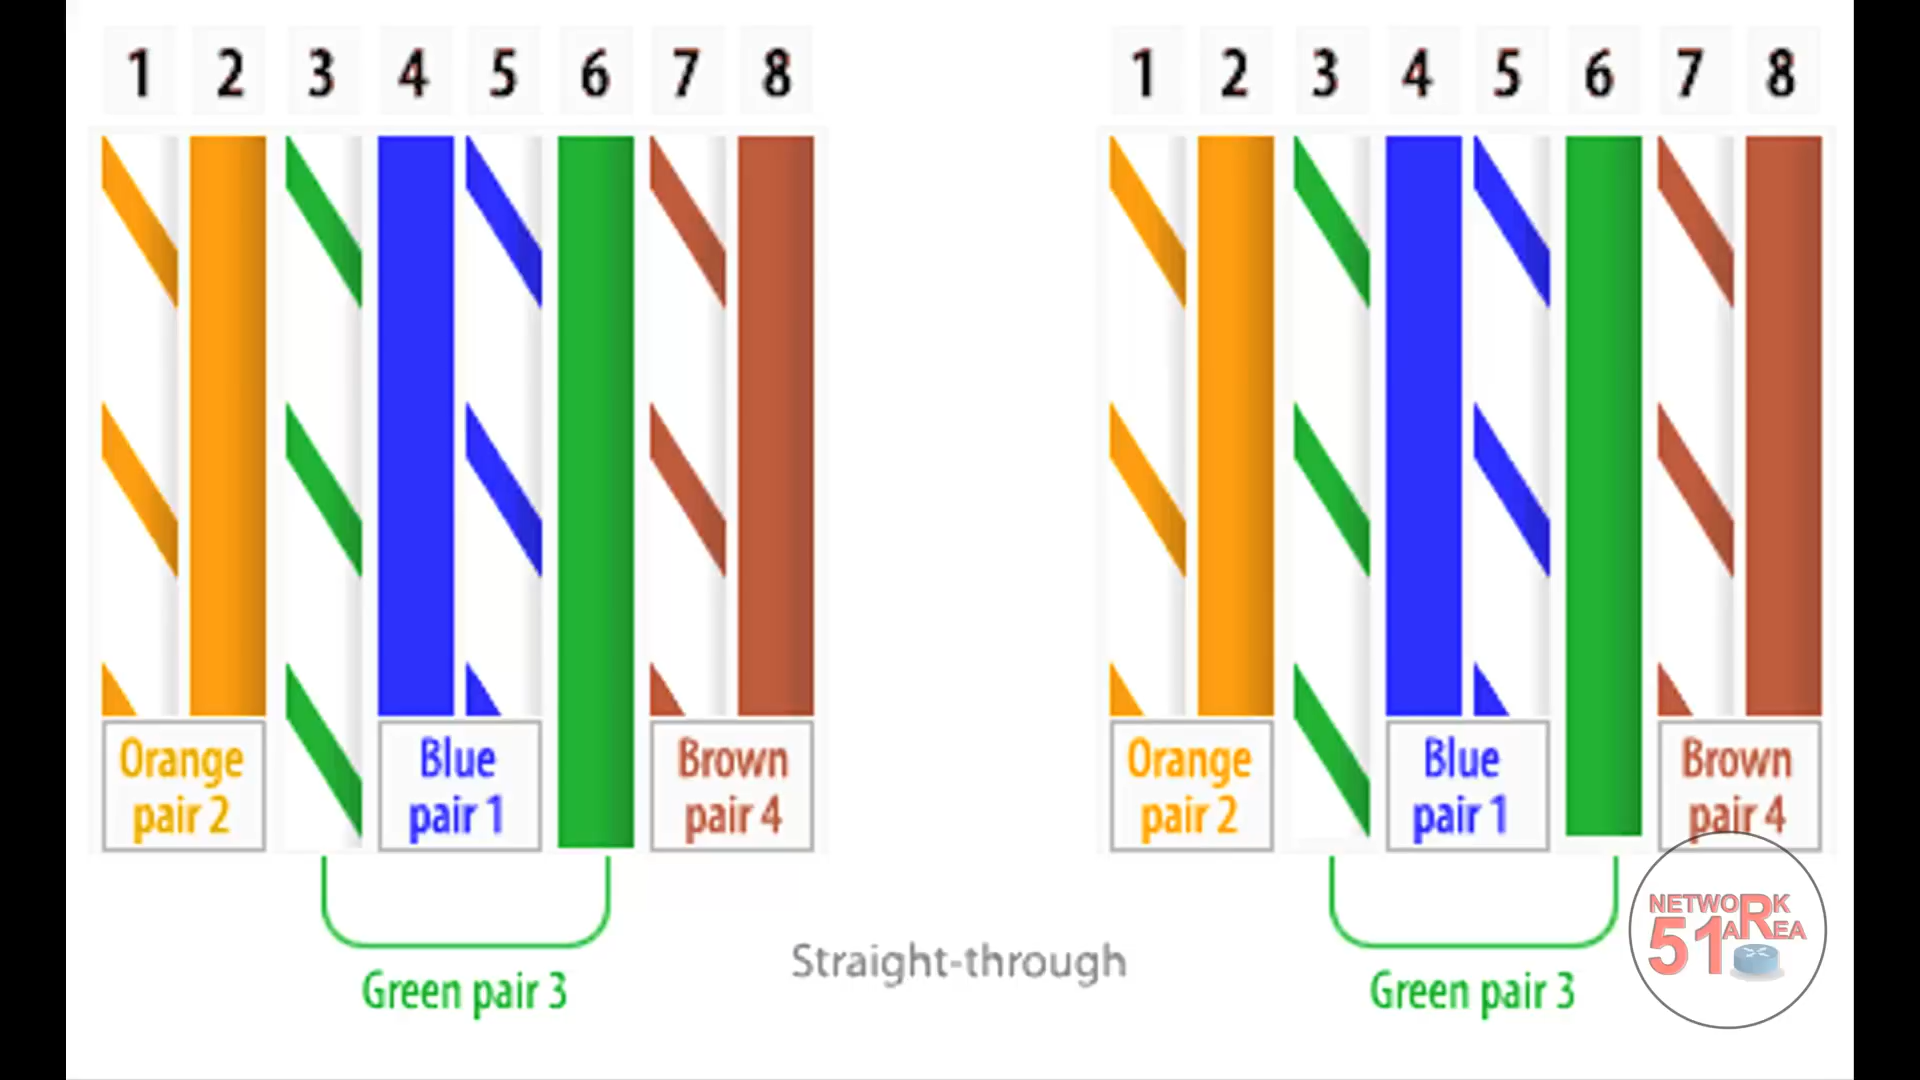 1 2 3 4 5 6 7 8
1 2 3 4 5 6 7 8
Orange
pair 2
Blue
pair 1
Brown
pair 4
Green pair 3
Straight-through
Orange
pair 2
Blue
pair 1
Brown
pair 4
Green pair 3
NETWORK
51 AREA